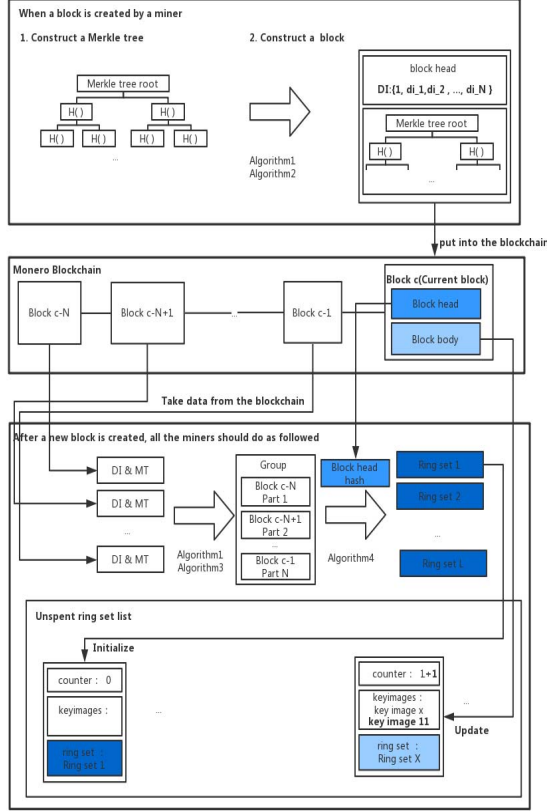 When a block is created by a miner
1. Construct a Merkle tree
2. Construct a block
Merkle tree root
H( )
H( )
H( )
H( )
H( )
H( )
...
Algorithm1
Algorithm2
block head
DI:{1, di_1,di_2 , ..., di_N }
Merkle tree root
H( )
H( )
...
put into the blockchain
Monero Blockchain
Block c-N
Block c-N+1
...
Block c-1
Block c(Current block)
Block head
Block body
Take data from the blockchain
After a new block is created, all the miners should do as followed
DI & MT
DI & MT
...
DI & MT
Algorithm1
Algorithm3
Group
Block c-N
Part 1
Block c-N+1
Part 2
...
Block c-1
Part N
Block head
hash
Algorithm4
Ring set 1
Ring set 2
...
Ring set L
Unspent ring set list
Initialize
counter : 0
keyimages :
ring set :
Ring set 1
...
counter : 1+1
keyimages :
key image x
key image 11
ring set :
Ring set X
...
Update